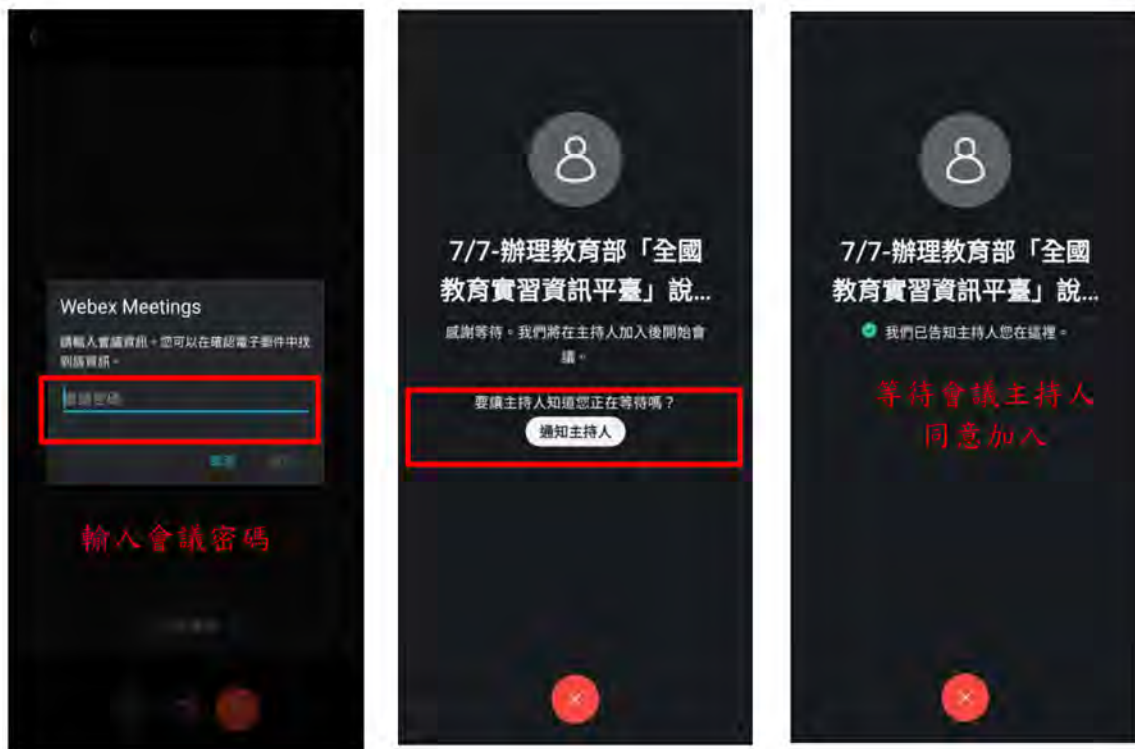 Webex Meetings
請輸入會議資訊。您可以在確認電子郵件中找
到該資訊。
會議密碼
取消
輸入會議密碼
7/7-辦理教育部「全國
教育實習資訊平臺」說...
感謝等待。我們將在主持人加入後開始會
議。
要讓主持人知道您正在等待嗎？
通知主持人
7/7-辦理教育部「全國
教育實習資訊平臺」說...
我們已告知主持人您在這裡。
等待會議主持人
同意加入